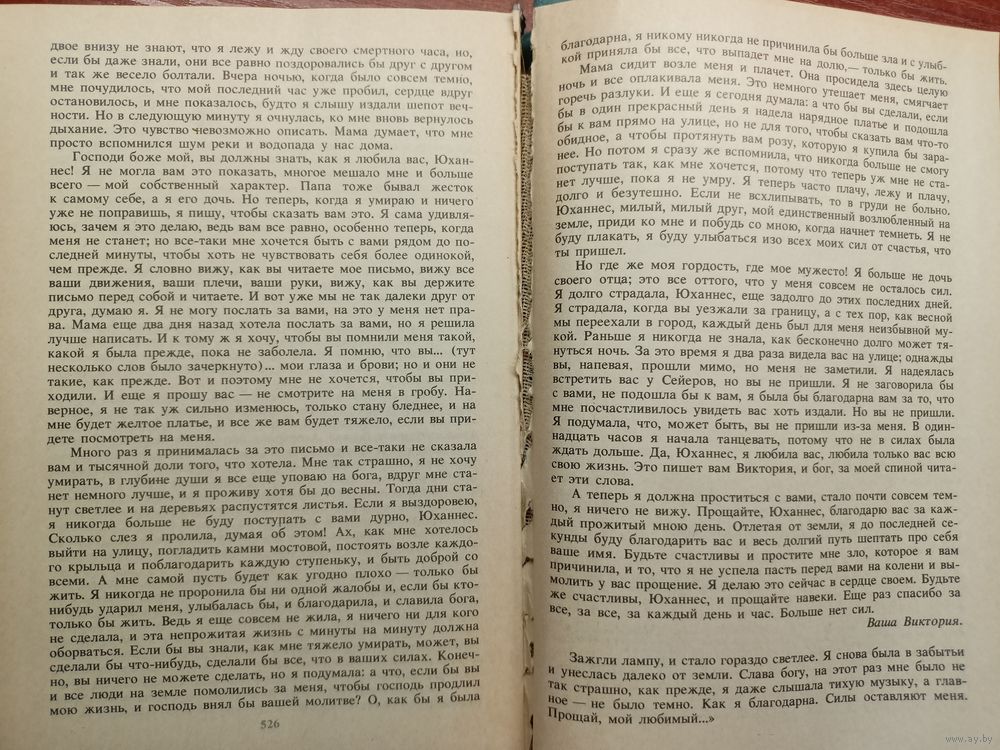 двое внизу не знают, что я лежу и жду своего смертного часа, но,
если бы даже знали, они все равно поздоровались бы друг с другом
и так же весело болтали. Вчера ночью, когда было совсем темно,
мне почудилось, что мой последний час уже пробил, сердце вдруг
остановилось, и мне показалось, будто я слышу издали шепот веч-
ности. Но в следующую минуту я очнулась, ко мне вновь вернулось
дыхание. Это чувство невозможно описать. Мама думает, что мне
просто вспомнился шум реки и водопада у нас дома.
Господи боже мой, вы должны знать, как я любила вас, Юхан-
нес! Я не могла вам это показать, многое мешало мне и больше
всего — мой собственный характер. Папа тоже бывал жесток
к самому себе, а я его дочь. Но теперь, когда я умираю и ничего
уже не поправишь, я пишу, чтобы сказать вам это. Я сама удивля-
юсь, зачем я это делаю, ведь вам все равно, особенно теперь, когда
меня не станет; но все-таки мне хочется быть с вами рядом до по-
следней минуты, чтобы хоть не чувствовать себя более одинокой,
чем прежде. Я словно вижу, как вы читаете мое письмо, вижу все
ваши движения, ваши плечи, ваши руки, вижу, как вы держите
письмо перед собой и читаете. И вот уже мы не так далеки друг от
друга, думаю я. Я не могу послать за вами, на это у меня нет пра-
ва. Мама еще два дня назад хотела послать за вами, но я решила
лучше написать. И к тому ж я хочу, чтобы вы помнили меня такой,
какой я была прежде, пока не заболела. Я помню, что вы... (тут
несколько слов было зачеркнуто)... мои глаза и брови; но и они не
такие, как прежде. Вот и поэтому мне не хочется, чтобы вы при-
ходили. И еще я прошу вас — не смотрите на меня в гробу. На-
верное, я не так уж сильно изменюсь, только стану бледнее, и на
мне будет желтое платье, и все же вам будет тяжело, если вы при-
дете посмотреть на меня.
Много раз я принималась за это письмо и все-таки не сказала
вам и тысячной доли того, что хотела. Мне так страшно, я не хочу
умирать, в глубине души я все еще уповаю на бога, вдруг мне ста-
нет немного лучше, и я проживу хотя бы до весны. Тогда дни ста-
нут светлее и на деревьях распустятся листья. Если я выздоровею,
я никогда больше не буду поступать с вами дурно, Юханнес.
Сколько слез я пролила, думая об этом! Ах, как мне хотелось
выйти на улицу, погладить камни мостовой, постоять возле каждо-
го крыльца и поблагодарить каждую ступеньку, и быть доброй со
всеми. А мне самой пусть будет как угодно плохо — только бы
жить. Я никогда не проронила бы ни одной жалобы и, если бы кто-
нибудь ударил меня, улыбалась бы, и благодарила, и славила бога,
только бы жить. Ведь я еще совсем не жила, я ничего ни для кого
не сделала, и эта непрожитая жизнь с минуты на минуту должна
оборваться. Если бы вы знали, как мне тяжело умирать, может, вы
сделали бы что-нибудь, сделали бы все, что в ваших силах. Конеч-
но, вы ничего не можете сделать, но я подумала: а что, если бы вы
и все люди на земле помолились за меня, чтобы господь продлил
мою жизнь, и господь внял бы вашей молитве? О, как бы я была
526
благодарна, я никому никогда не причинила бы больше зла и с улыб-
кой приняла бы все, что выпадет мне на долю,— только бы жить.
Мама сидит возле меня и плачет. Она просидела здесь целую
ночь и все оплакивала меня. Это немного утешает меня, смягчает
горечь разлуки. И еще я сегодня думала: а что бы вы сделали, если
бы в один прекрасный день я надела нарядное платье и подошла
бы к вам прямо на улице, но не для того, чтобы сказать вам что-то
обидное, а чтобы протянуть вам розу, которую я купила бы зара-
нее. Но потом я сразу же вспомнила, что никогда больше не смогу
поступать так, как мне хочется, потому что теперь уж мне не ста-
нет лучше, пока я не умру. Я теперь часто плачу, лежу и плачу,
долго и безутешно. Если не всхлипывать, то в груди не больно.
Юханнес, милый, милый друг, мой единственный возлюбленный на
земле, приди ко мне и побудь со мною, когда начнет темнеть. Я не
буду плакать, я буду улыбаться изо всех моих сил от счастья, что
ты пришел.
Но где же моя гордость, где мое мужество! Я больше не дочь
своего отца; это все оттого, что у меня совсем не осталось сил.
Я долго страдала, Юханнес, еще задолго до этих последних дней.
Я страдала, когда вы уезжали за границу, а с тех пор, как весной
мы переехали в город, каждый день был для меня неизбывной му-
кой. Раньше я никогда не знала, как бесконечно долго может тя-
нуться ночь. За это время я два раза видела вас на улице; однажды
вы, напевая, прошли мимо, но меня не заметили. Я надеялась
встретить вас у Сейеров, но вы не пришли. Я не заговорила бы
с вами, не подошла бы к вам, я была бы благодарна вам за то, что
мне посчастливилось увидеть вас хоть издали. Но вы не пришли.
Я подумала, что, может быть, вы не пришли из-за меня. В один-
надцать часов я начала танцевать, потому что не в силах была
ждать дольше. Да, Юханнес, я любила вас, любила только вас всю
свою жизнь. Это пишет вам Виктория, и бог, за моей спиной чита-
ет эти слова.
А теперь я должна проститься с вами, стало почти совсем тем-
но, я ничего не вижу. Прощайте, Юханнес, благодарю вас за каж-
дый прожитый мною день. Отлетая от земли, я до последней се-
кунды буду благодарить вас и весь долгий путь шептать про себя
ваше имя. Будьте счастливы и простите мне зло, которое я вам
причинила, и то, что я не успела пасть перед вами на колени и вы-
молить у вас прощение. Я делаю это сейчас в сердце своем. Будьте
же счастливы, Юханнес, и прощайте навеки. Еще раз спасибо за
все, за все, за каждый день и час. Больше нет сил.
Ваша Виктория.
Зажгли лампу, и стало гораздо светлее. Я снова была в забытьи
и унеслась далеко от земли. Слава богу, на этот раз мне было не
так страшно, как прежде, я даже слышала тихую музыку, а глав-
ное — не было темно. Как я благодарна. Силы оставляют меня.
Прощай, мой любимый...»
www.ay.by